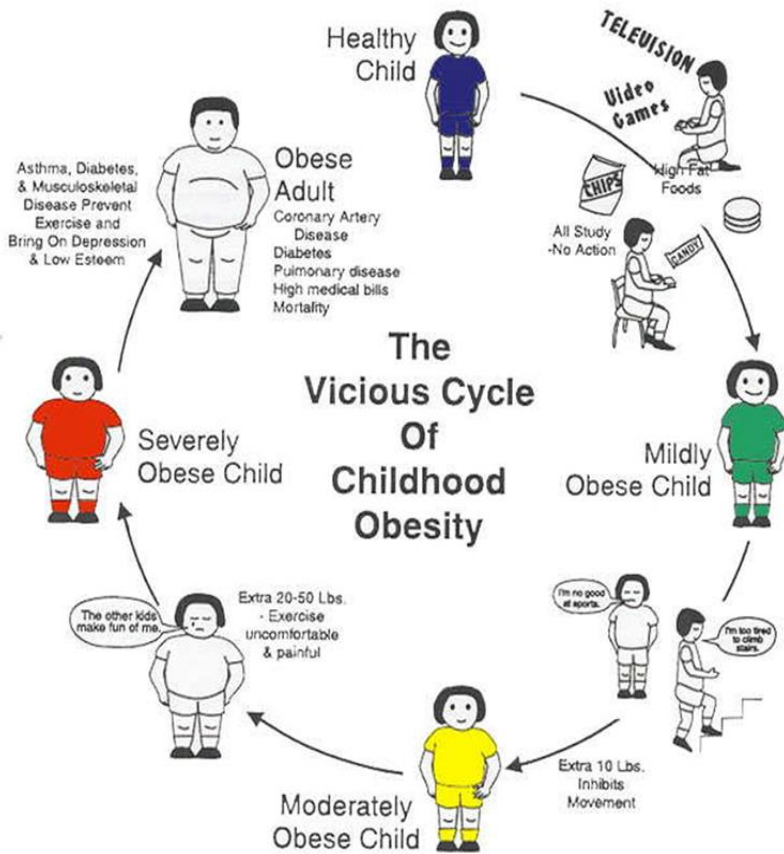 Healthy
Child
TELEVISION
Video
Games
CHIPS
High Fat
Foods
All Study
-No Action
CANDY
Mildly
Obese Child
I'm no good
at sports.
I'm too tired
to climb
stairs.
Extra 10 Lbs.
Inhibits
Movement
Moderately
Obese Child
Extra 20-50 Lbs.
- Exercise
uncomfortable
& painful
The other kids
make fun of me.
Severely
Obese Child
Asthma, Diabetes,
& Musculoskeletal
Disease Prevent
Exercise and
Bring On Depression
& Low Esteem
Obese
Adult
Coronary Artery
Disease
Diabetes
Pulmonary disease
High medical bills
Mortality
The
Vicious Cycle
Of
Childhood
Obesity